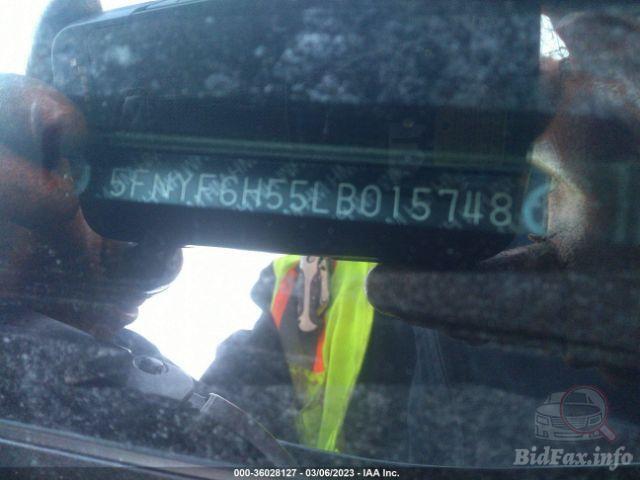 5FNYF6H55LB015748
000-36028127 - 03/06/2023 - IAA Inc.
BidFax.info